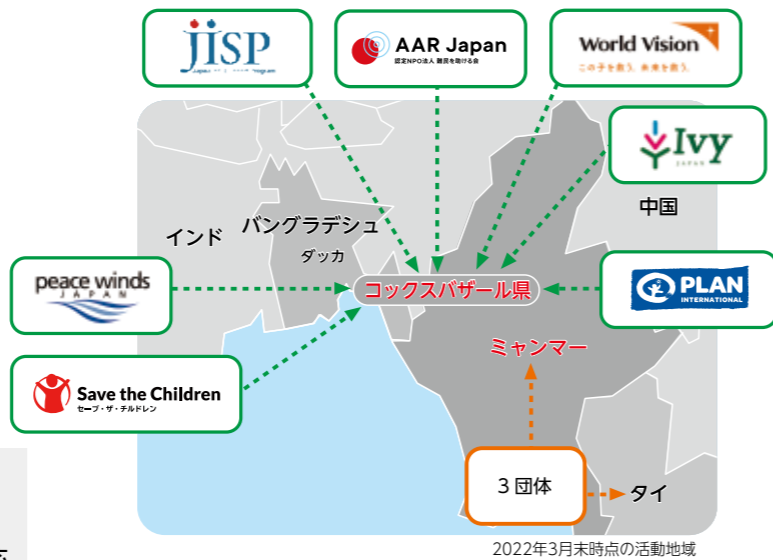 JISP
AAR Japan
認定NPO法人 難民を助ける会
World Vision
この子を救う。未来を救う。
Ivy
JAPAN
中国
インド
バングラデシュ
ダッカ
peace winds
JAPAN
コックスバザール県
PLAN
INTERNATIONAL
ミャンマー
Save the Children
セーブ・ザ・チルドレン
3団体
タイ
2022年3月末時点の活動地域